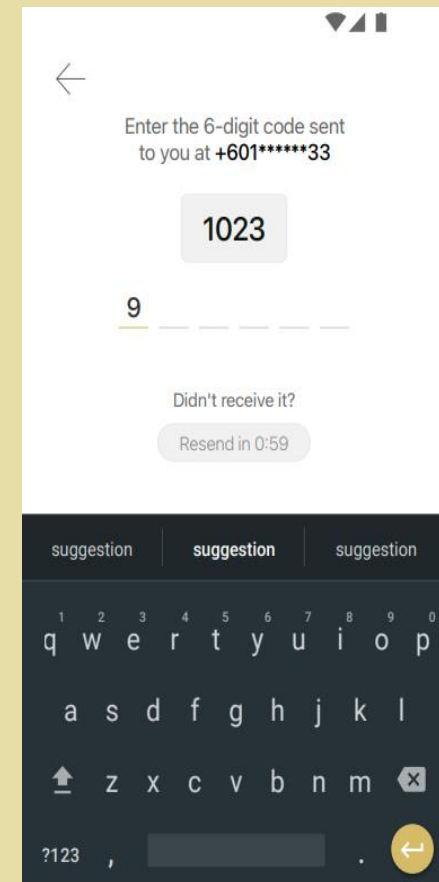 Enter the 6-digit code sent
to you at +601******33
1023
9
Didn't receive it?
Resend in 0:59
suggestion suggestion suggestion
1 2 3 4 5 6 7 8 9 0
q w e r t y u i o p
a s d f g h j k l
z x c v b n m
?123 , .